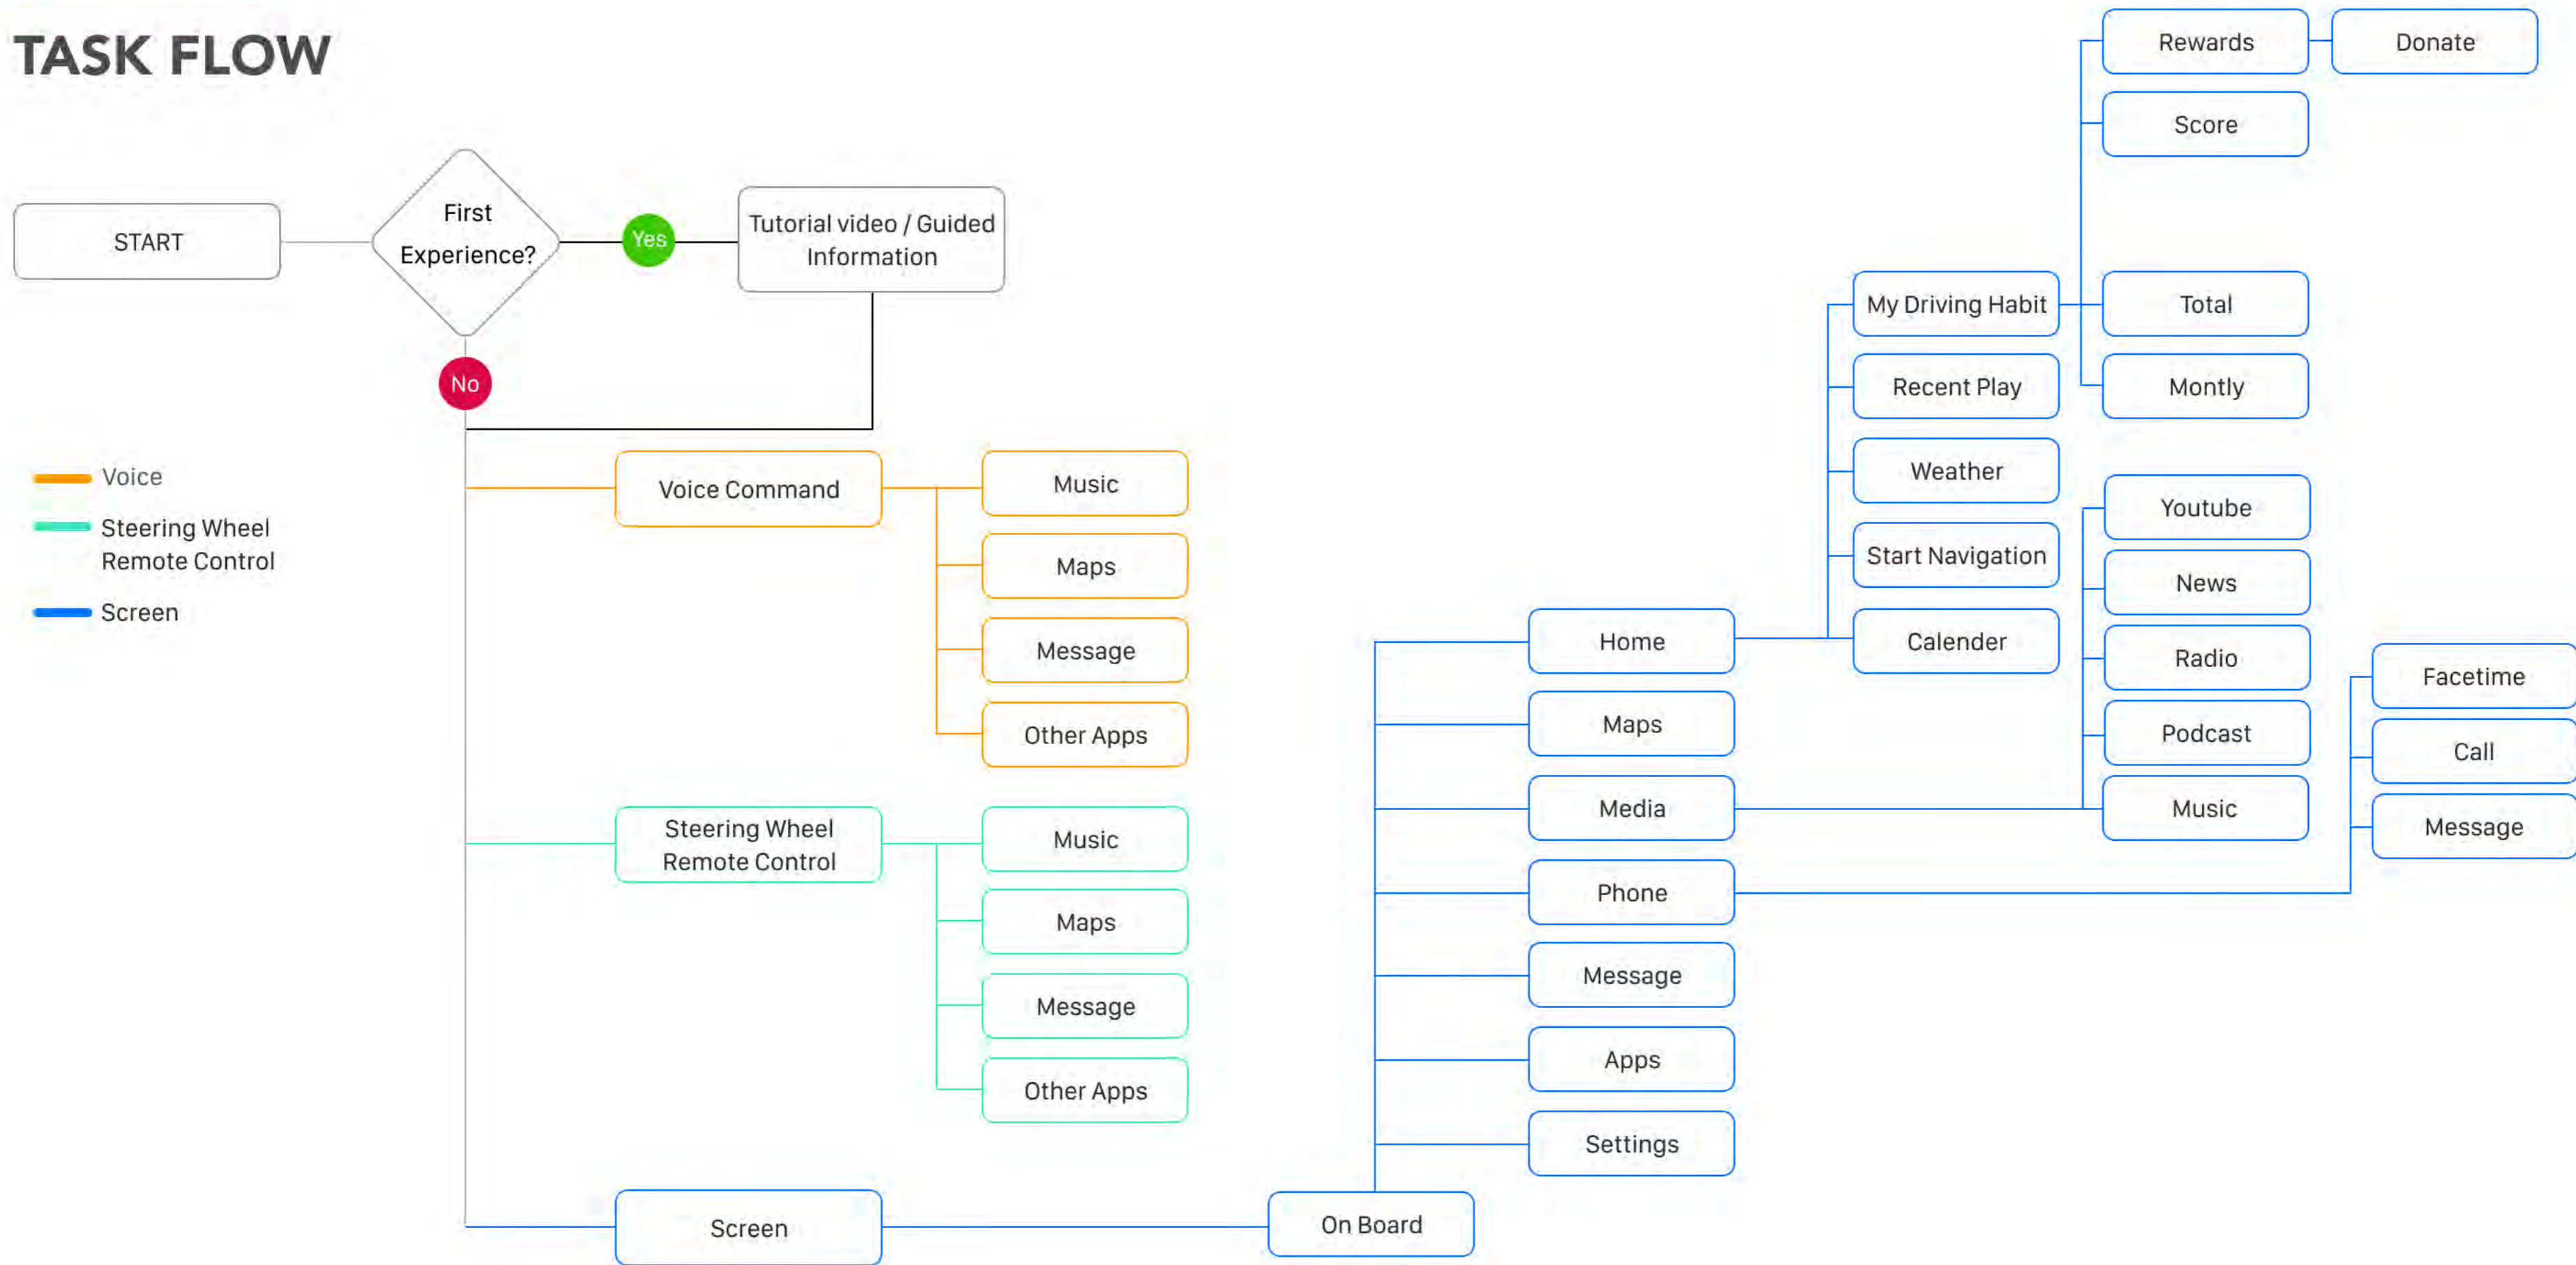 TASK FLOW
START
First
Experience?
Yes
Tutorial video / Guided
Information
No
Voice
Steering Wheel
Remote Control
Screen
Voice Command
Music
Maps
Message
Other Apps
Steering Wheel
Remote Control
Music
Maps
Message
Other Apps
Screen
On Board
Home
Maps
Media
Phone
Message
Apps
Settings
My Driving Habit
Recent Play
Weather
Start Navigation
Calender
Rewards
Donate
Score
Total
Montly
Youtube
News
Radio
Podcast
Music
Facetime
Call
Message